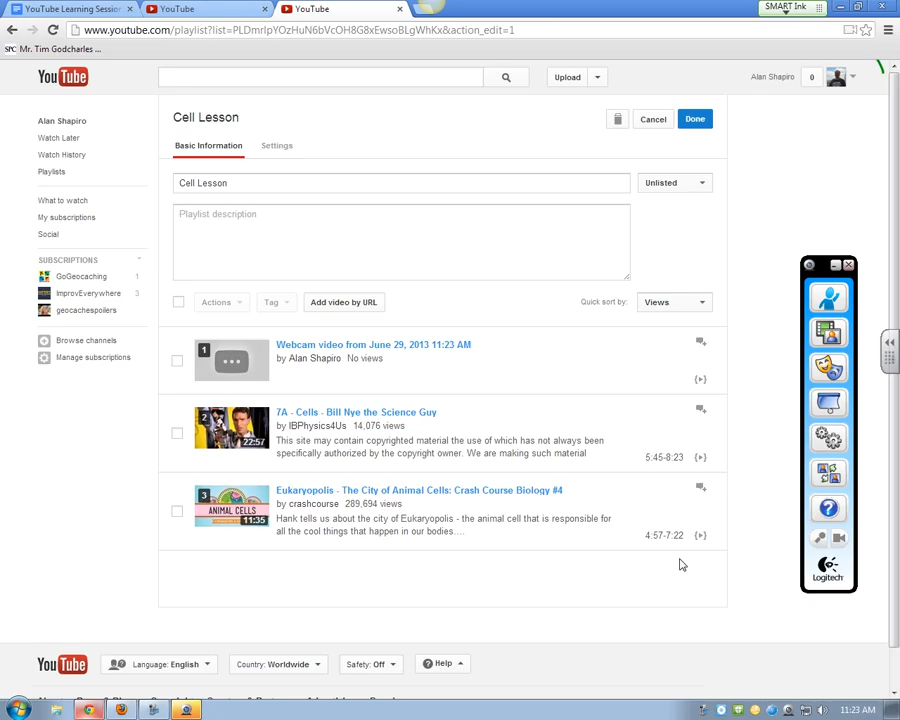 YouTube Learning Session
YouTube
YouTube
SMART Ink
www.youtube.com/playlist?list=PLDmrIpYOzHuN6bVcOH8G8xEwsoBLgWhKx&action_edit=1
SPC Mr. Tim Godcharles ...
YouTube
Upload
Alan Shapiro
0
Alan Shapiro
Watch Later
Watch History
Playlists
What to watch
My subscriptions
Social
SUBSCRIPTIONS
GoGeocaching 1
ImprovEverywhere 3
geocachespoilers
Browse channels
Manage subscriptions
Cell Lesson
Cancel
Done
Basic Information
Settings
Cell Lesson
Unlisted
Playlist description
Actions
Tag
Add video by URL
Quick sort by:
Views
1
Webcam video from June 29, 2013 11:23 AM
by Alan Shapiro No views
2
22:57
7A - Cells - Bill Nye the Science Guy
by IBPhysics4Us 14,076 views
This site may contain copyrighted material the use of which has not always been
specifically authorized by the copyright owner. We are making such material
5:45-8:23
3
ANIMAL CELLS
11:35
Eukaryopolis - The City of Animal Cells: Crash Course Biology #4
by crashcourse 289,694 views
Hank tells us about the city of Eukaryopolis - the animal cell that is responsible for
all the cool things that happen in our bodies....
4:57-7:22
Logitech
YouTube
Language: English
Country: Worldwide
Safety: Off
Help
11:23 AM